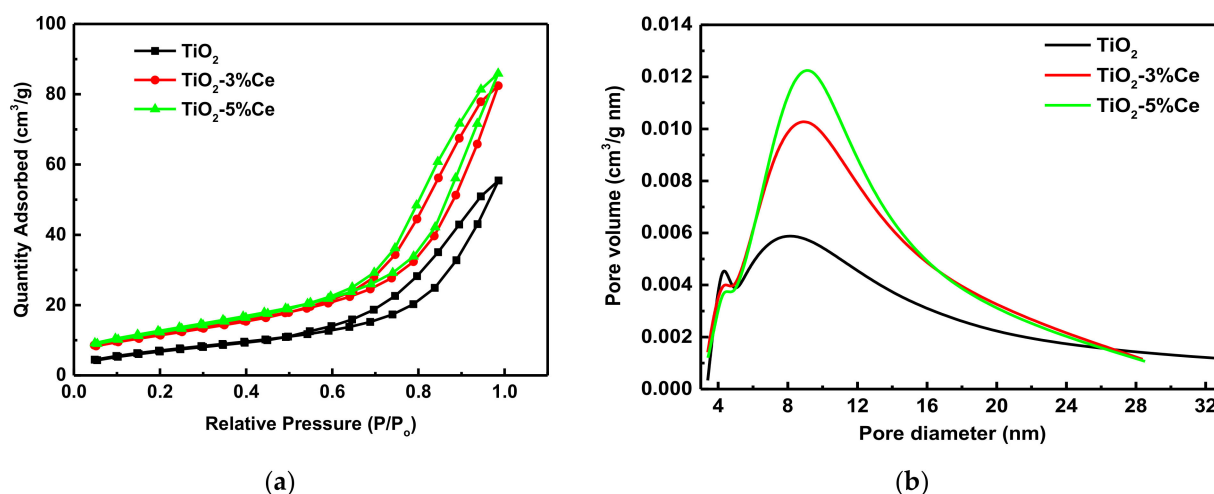 100
80
60
40
20
0
0.0 0.2 0.4 0.6 0.8 1.0
Quantity Adsorbed (cm³/g)
Relative Pressure (P/Pₒ)
TiO₂
TiO₂-3%Ce
TiO₂-5%Ce
(a)
0.014
0.012
0.010
0.008
0.006
0.004
0.002
0.000
4 8 12 16 20 24 28 32
Pore volume (cm³/g nm)
Pore diameter (nm)
TiO₂
TiO₂-3%Ce
TiO₂-5%Ce
(b)